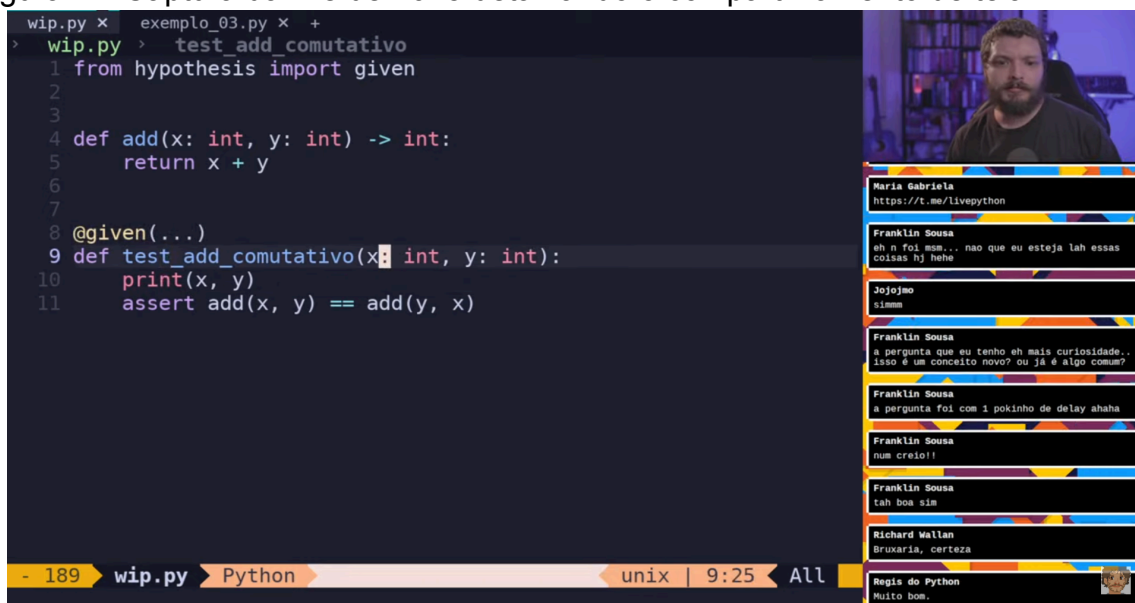 wip.py × exemplo_03.py × +
› wip.py › test_add_comutativo
1 from hypothesis import given
2
3
4 def add(x: int, y: int) -> int:
5 return x + y
6
7
8 @given(...)
9 def test_add_comutativo(x: int, y: int):
10 print(x, y)
11 assert add(x, y) == add(y, x)
- 189 wip.py Python unix | 9:25 All
Maria Gabriela
https://t.me/livepython
Franklin Sousa
eh n foi msm... nao que eu esteja lah essas
coisas hj hehe
Jojojmo
simmm
Franklin Sousa
a pergunta que eu tenho eh mais curiosidade..
isso é um conceito novo? ou já é algo comum?
Franklin Sousa
a pergunta foi com 1 pokinho de delay ahaha
Franklin Sousa
num creio!!
Franklin Sousa
tah boa sim
Richard Wallan
Bruxaria, certeza
Regis do Python
Muito bom.